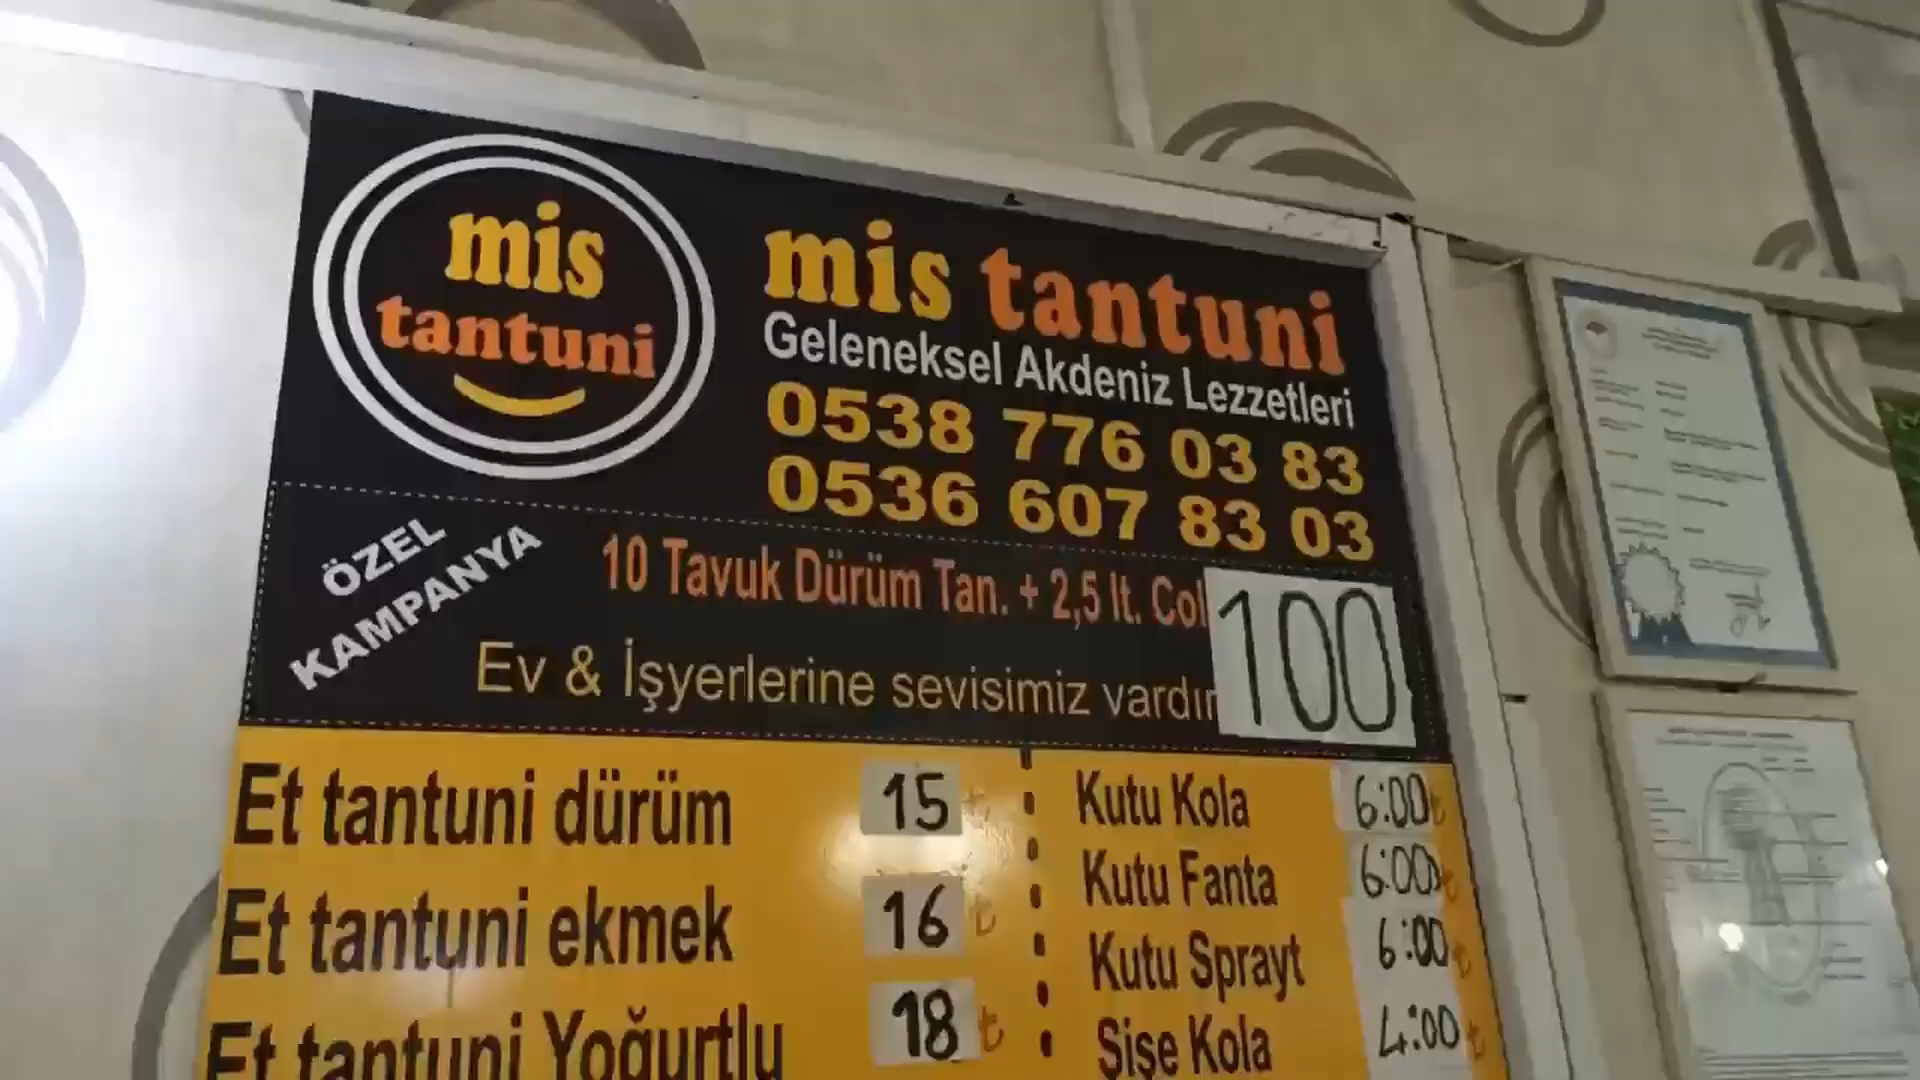 mis
tantuni
mis tantuni
Geleneksel Akdeniz Lezzetleri
0538 776 03 83
0536 607 83 03
ÖZEL
KAMPANYA
10 Tavuk Dürüm Tan. + 2,5 lt. Col
100
Ev & İşyerlerine sevisimiz vardır
Et tantuni dürüm 15
Et tantuni ekmek 16 ₺
Et tantuni Yoğurtlu 18 ₺
Kutu Kola 6:00 ₺
Kutu Fanta 6:00 ₺
Kutu Sprayt 6:00 ₺
Şişe Kola 4:00 ₺